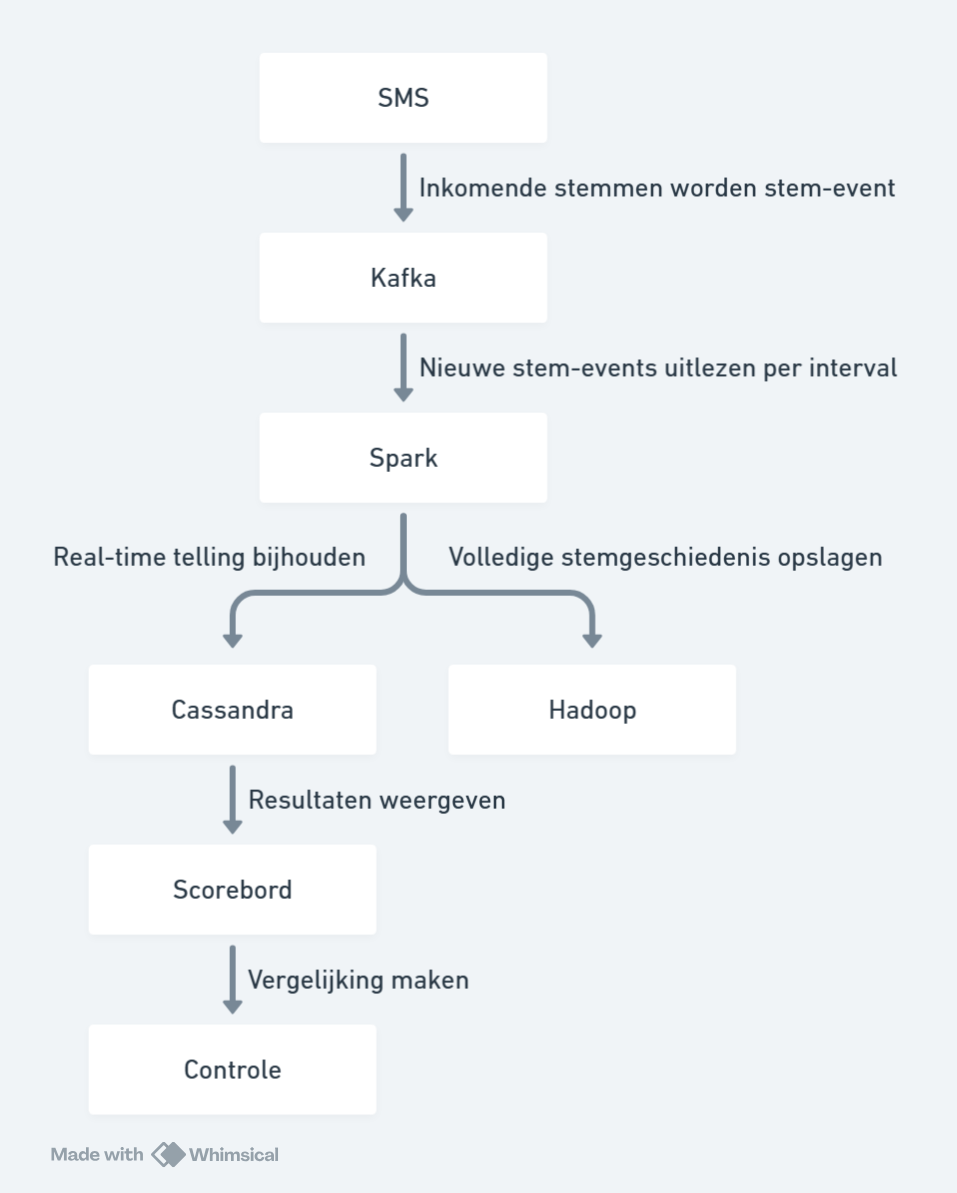 SMS
Inkomende stemmen worden stem-event
Kafka
Nieuwe stem-events uitlezen per interval
Spark
Real-time telling bijhouden
Volledige stemgeschiedenis opslagen
Cassandra
Hadoop
Resultaten weergeven
Scorebord
Vergelijking maken
Controle
Made with Whimsical